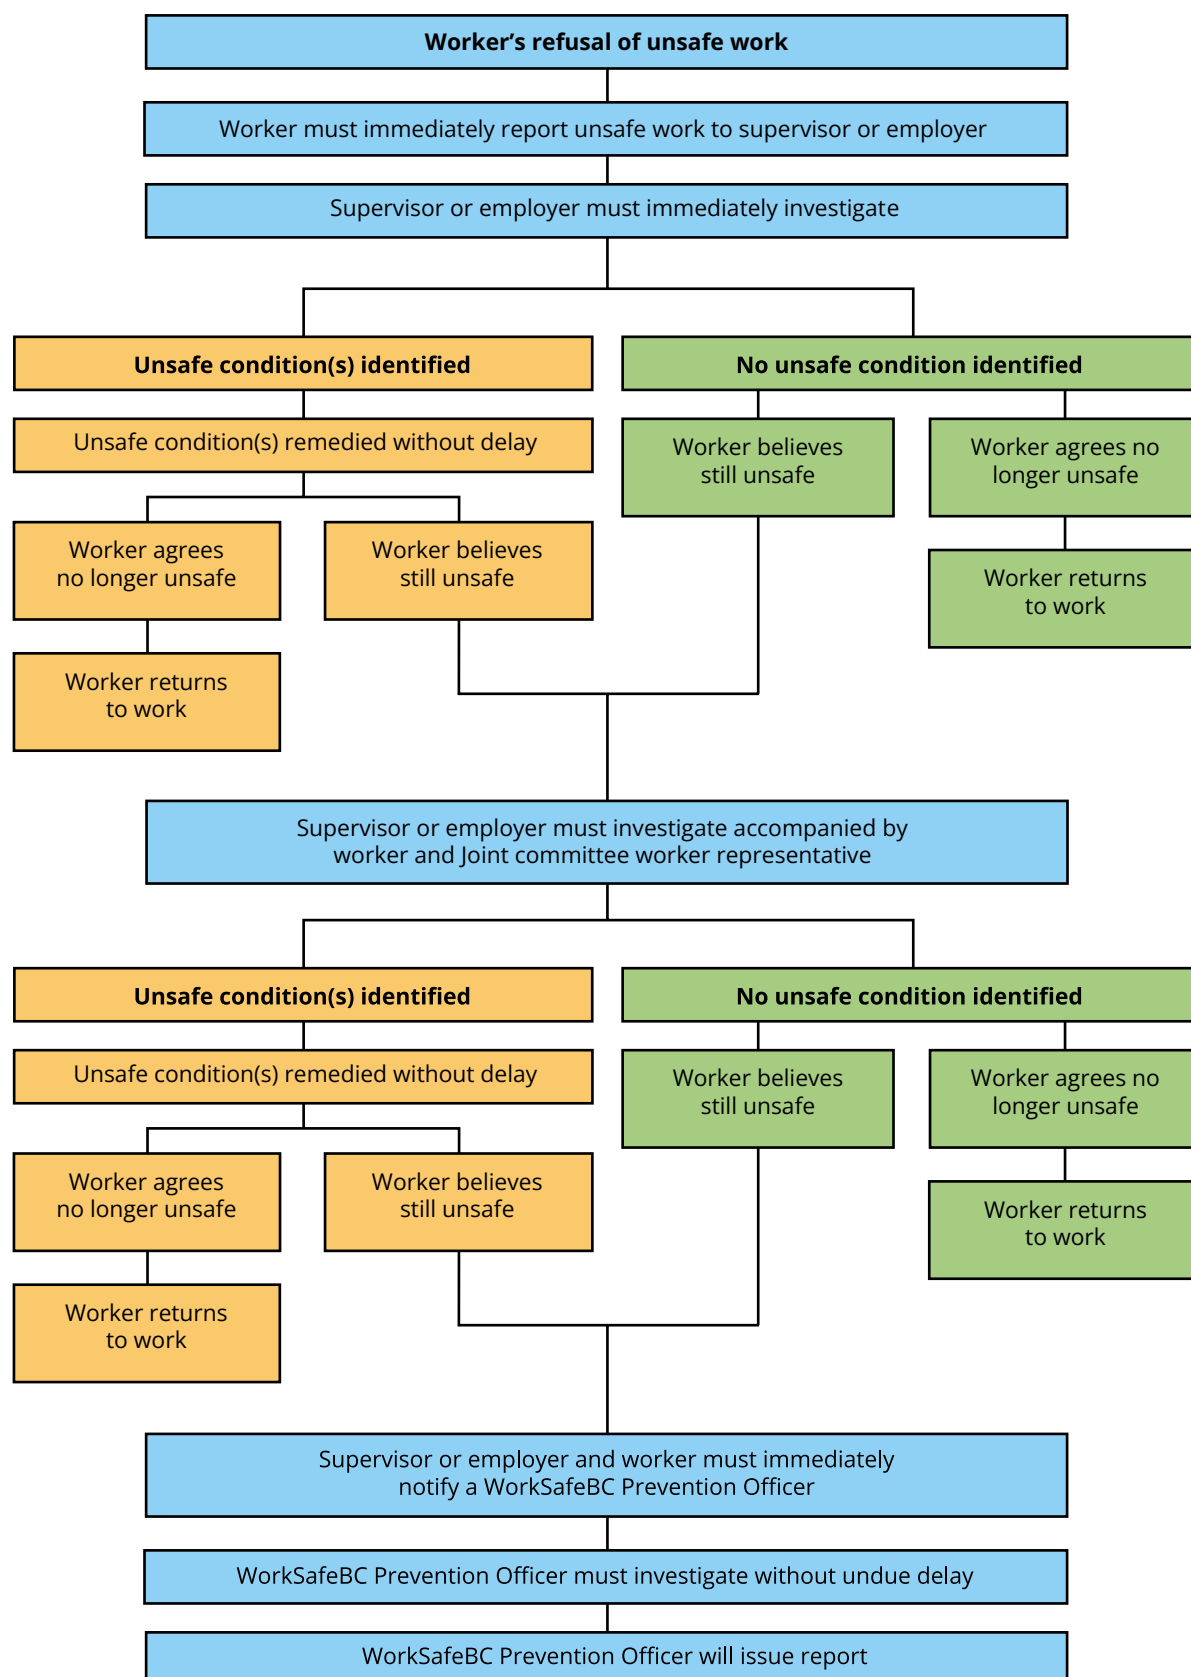 Worker’s refusal of unsafe work
Worker must immediately report unsafe work to supervisor or employer
Supervisor or employer must immediately investigate
Unsafe condition(s) identified
Unsafe condition(s) remedied without delay
Worker agrees
no longer unsafe
Worker returns
to work
Worker believes
still unsafe
No unsafe condition identified
Worker believes
still unsafe
Worker agrees no
longer unsafe
Worker returns
to work
Supervisor or employer must investigate accompanied by
worker and Joint committee worker representative
Unsafe condition(s) identified
Unsafe condition(s) remedied without delay
Worker agrees
no longer unsafe
Worker returns
to work
Worker believes
still unsafe
No unsafe condition identified
Worker believes
still unsafe
Worker agrees no
longer unsafe
Worker returns
to work
Supervisor or employer and worker must immediately
notify a WorkSafeBC Prevention Officer
WorkSafeBC Prevention Officer must investigate without undue delay
WorkSafeBC Prevention Officer will issue report